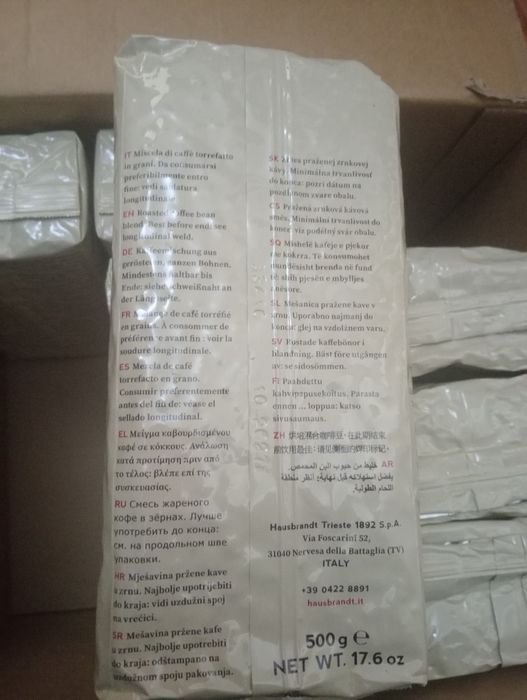 IT Miscela di caffè torrefatto
in grani. Da consumarsi
preferibilmente entro
fine: vedi saldatura
longitudinale
EN Roasted coffee bean
blend. Best before end: see
longitudinal weld.
DE Kaffeemischung aus
gerösteten, ganzen Bohnen.
Mindestens haltbar bis
Ende: siehe Schweißnaht an
der Längsseite.
FR Mélange de café torréfié
en grains. À consommer de
préférence avant fin : voir la
soudure longitudinale.
ES Mezcla de café
torrefacto en grano.
Consumir preferentemente
antes del fin de: véase el
sellado longitudinal.
EL Μείγμα καβουρδισμένου
καφέ σε κόκκους. Ανάλωση
κατά προτίμηση πριν από
το τέλος: βλέπε επί της
συσκευασίας.
RU Смесь жареного
кофе в зёрнах. Лучше
употребить до конца:
см. на продольном шве
упаковки.
HR Mješavina pržene kave
u zrnu. Najbolje upotrijebiti
do kraja: vidi uzdužni spoj
na vrećici.
SR Mešavina pržene kafe
u zrnu. Najbolje upotrebiti
do kraja: odštampano na
uzdužnom spoju pakovanja.
SK Zmes praženej zrnkovej
kávy. Minimálna trvanlivosť
do konca: pozri dátum na
pozdĺžnom zvare obalu.
CS Pražená zrnková kávová
směs. Minimální trvanlivost do
konce: viz podélný svár obalu.
SQ Mishelë kafeje e pjekur
me kokrra. Të konsumohet
mundësisht brenda në fund
të: shih pjesën e mbylljes
anësore.
SL Mešanica pražene kave v
zrnu. Uporabno najmanj do
konca: glej na vzdolžnem varu.
SV Rostade kaffebönor i
blandning. Bäst före utgången
av: se sidosömmen.
FI Paahdettu
kahvipapusekoitus. Parasta
ennen ... loppua: katso
sivusaumaus.
ZH 烘焙混合咖啡豆·在此期结束
前饮用最佳：请见侧面的焊印标记·
AR خليط من حبوب البن المحمص.
يفضل استهلاكه قبل نهاية: أنظر منطقة
اللحام الطولية.
Hausbrandt Trieste 1892 S.p.A.
Via Foscarini 52,
31040 Nervesa della Battaglia (TV)
ITALY
+39 0422 8891
hausbrandt.it
500 g ℮
NET WT. 17.6 oz